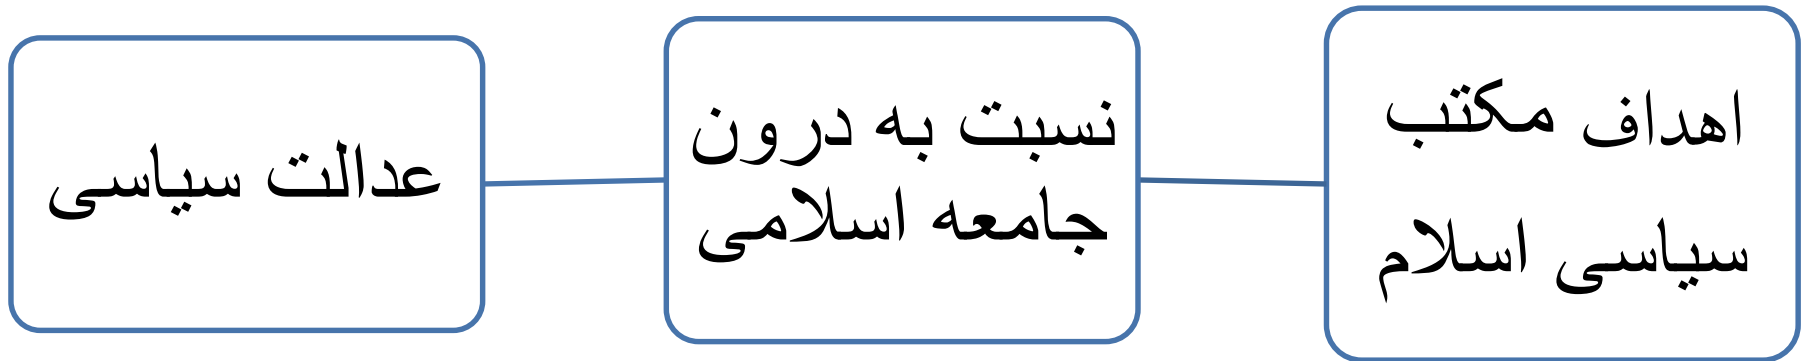 اهداف مکتب
سیاسی اسلام
نسبت به درون
جامعه اسلامی
عدالت سیاسی